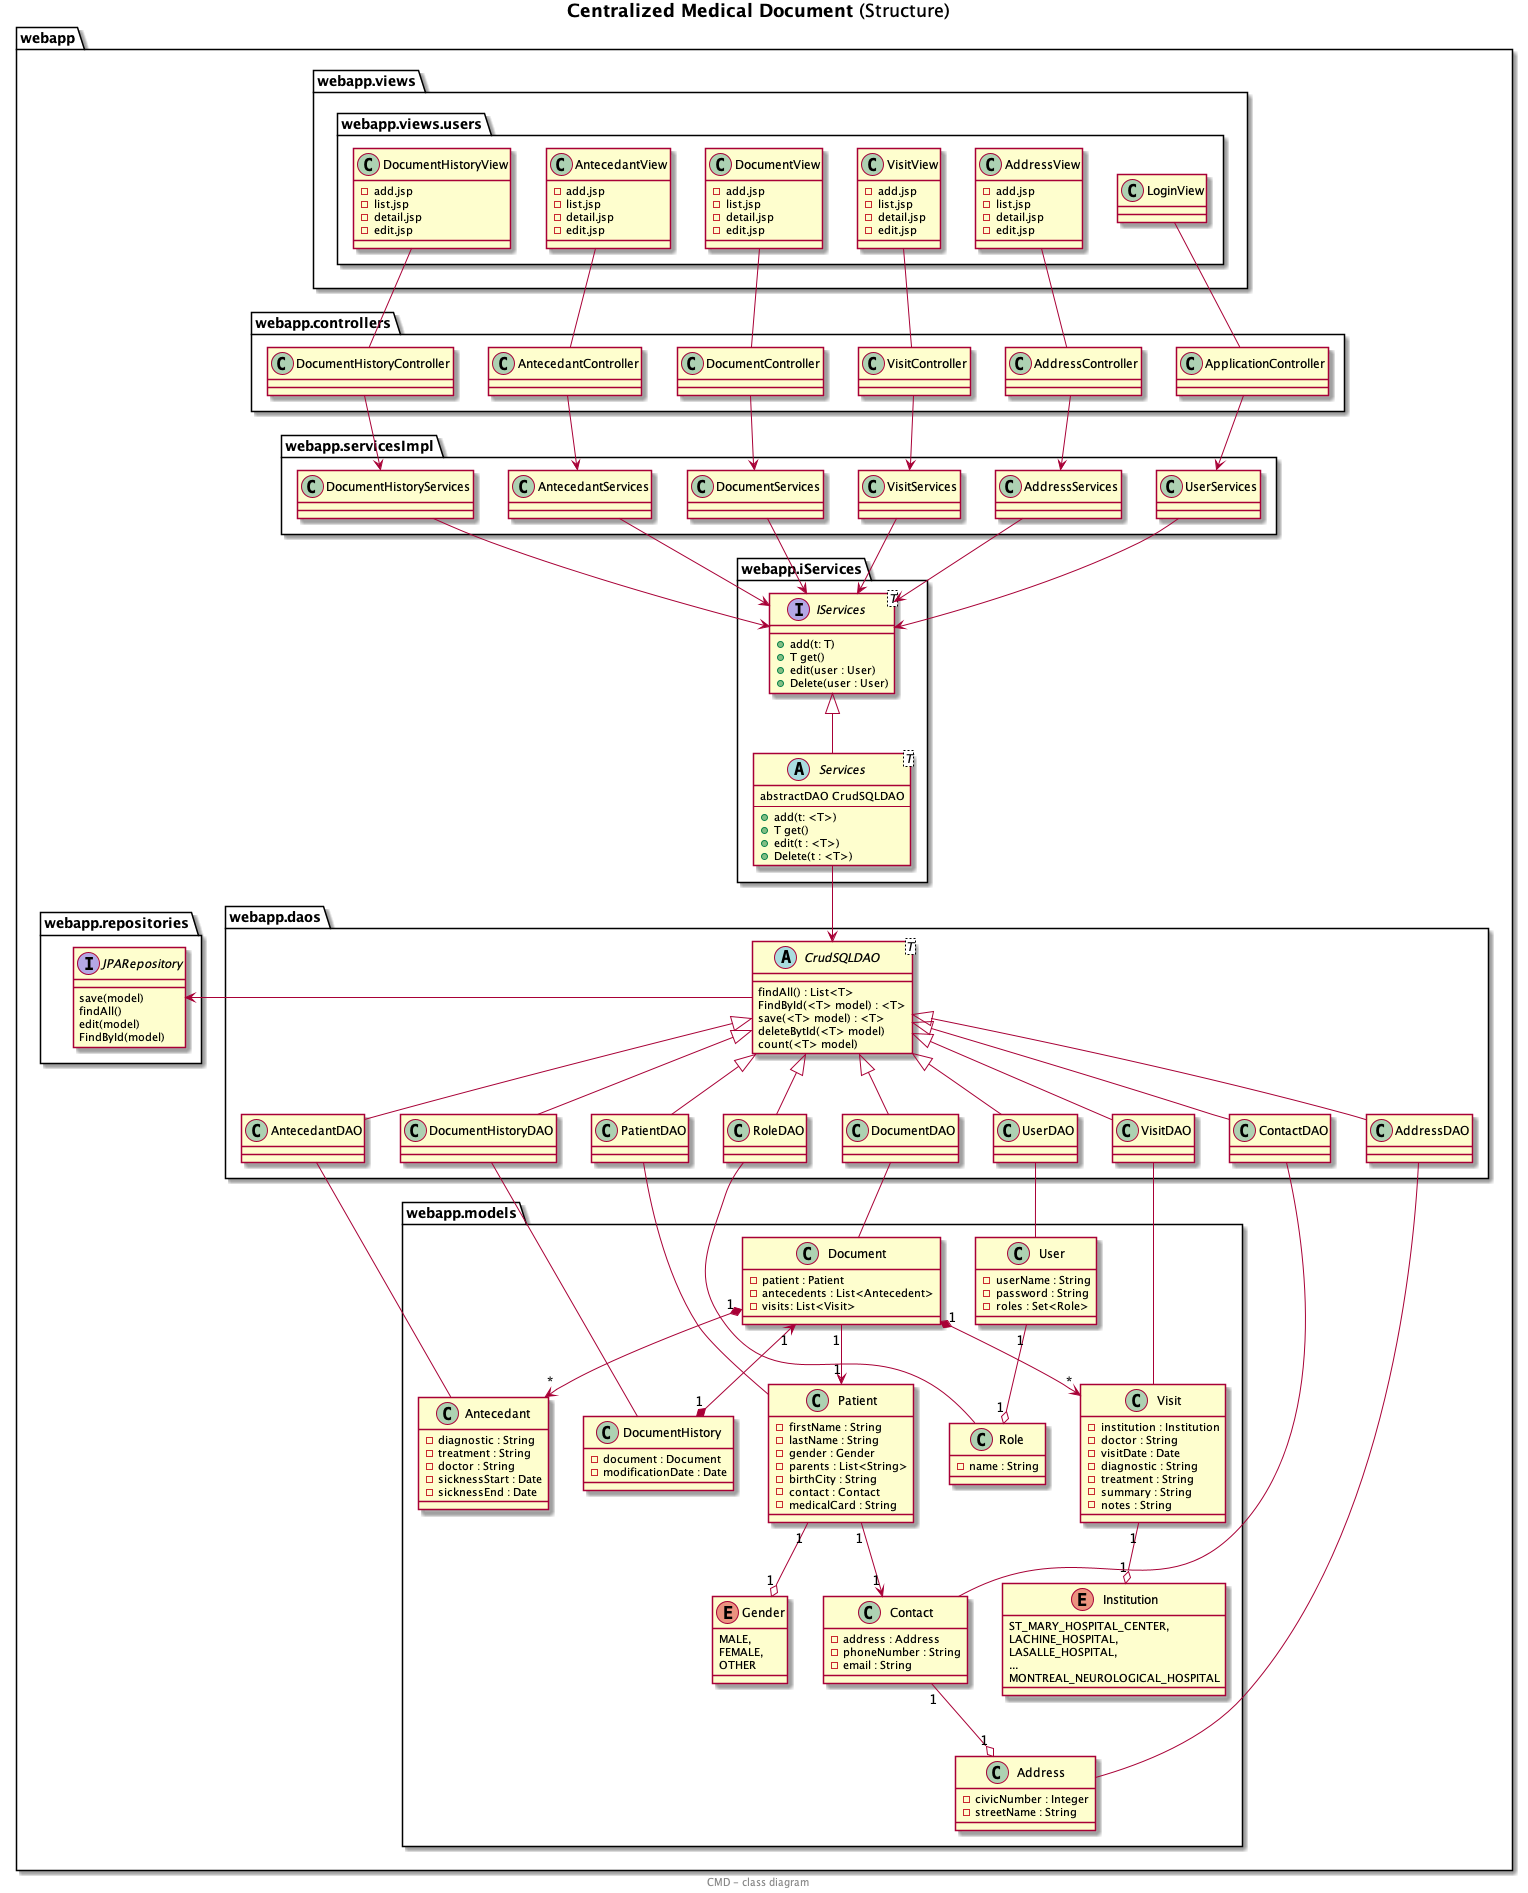 Centralized Medical Document (Structure)
webapp
webapp.views
webapp.views.users
C DocumentHistoryView
add.jsp
list.jsp
detail.jsp
edit.jsp
C AntecedantView
add.jsp
list.jsp
detail.jsp
edit.jsp
C DocumentView
add.jsp
list.jsp
detail.jsp
edit.jsp
C VisitView
add.jsp
list.jsp
detail.jsp
edit.jsp
C AddressView
add.jsp
list.jsp
detail.jsp
edit.jsp
C LoginView
webapp.controllers
C DocumentHistoryController
C AntecedantController
C DocumentController
C VisitController
C AddressController
C ApplicationController
webapp.servicesImpl
C DocumentHistoryServices
C AntecedantServices
C DocumentServices
C VisitServices
C AddressServices
C UserServices
webapp.iServices
I IServices
T
add(t: T)
T get()
edit(user : User)
Delete(user : User)
A Services
T
abstractDAO CrudSQLDAO
add(t: <T>)
T get()
edit(t : <T>)
Delete(t : <T>)
webapp.repositories
I JPARepository
save(model)
findAll()
edit(model)
FindById(model)
webapp.daos
A CrudSQLDAO
T
findAll() : List<T>
FindById(<T> model) : <T>
save(<T> model) : <T>
deleteBytId(<T> model)
count(<T> model)
C AntecedantDAO
C DocumentHistoryDAO
C PatientDAO
C RoleDAO
C DocumentDAO
C UserDAO
C VisitDAO
C ContactDAO
C AddressDAO
webapp.models
C Document
patient : Patient
antecedents : List<Antecedent>
visits: List<Visit>
C User
userName : String
password : String
roles : Set<Role>
1
1
1
1
1
*
1
1
1
*
C Antecedant
diagnostic : String
treatment : String
doctor : String
sicknessStart : Date
sicknessEnd : Date
C DocumentHistory
document : Document
modificationDate : Date
C Patient
firstName : String
lastName : String
gender : Gender
parents : List<String>
birthCity : String
contact : Contact
medicalCard : String
C Role
name : String
C Visit
institution : Institution
doctor : String
visitDate : Date
diagnostic : String
treatment : String
summary : String
notes : String
1
1
1
1
1
1
E Gender
MALE,
FEMALE,
OTHER
C Contact
address : Address
phoneNumber : String
email : String
E Institution
ST_MARY_HOSPITAL_CENTER,
LACHINE_HOSPITAL,
LASALLE_HOSPITAL,
...
MONTREAL_NEUROLOGICAL_HOSPITAL
1
1
C Address
civicNumber : Integer
streetName : String
CMD - class diagram